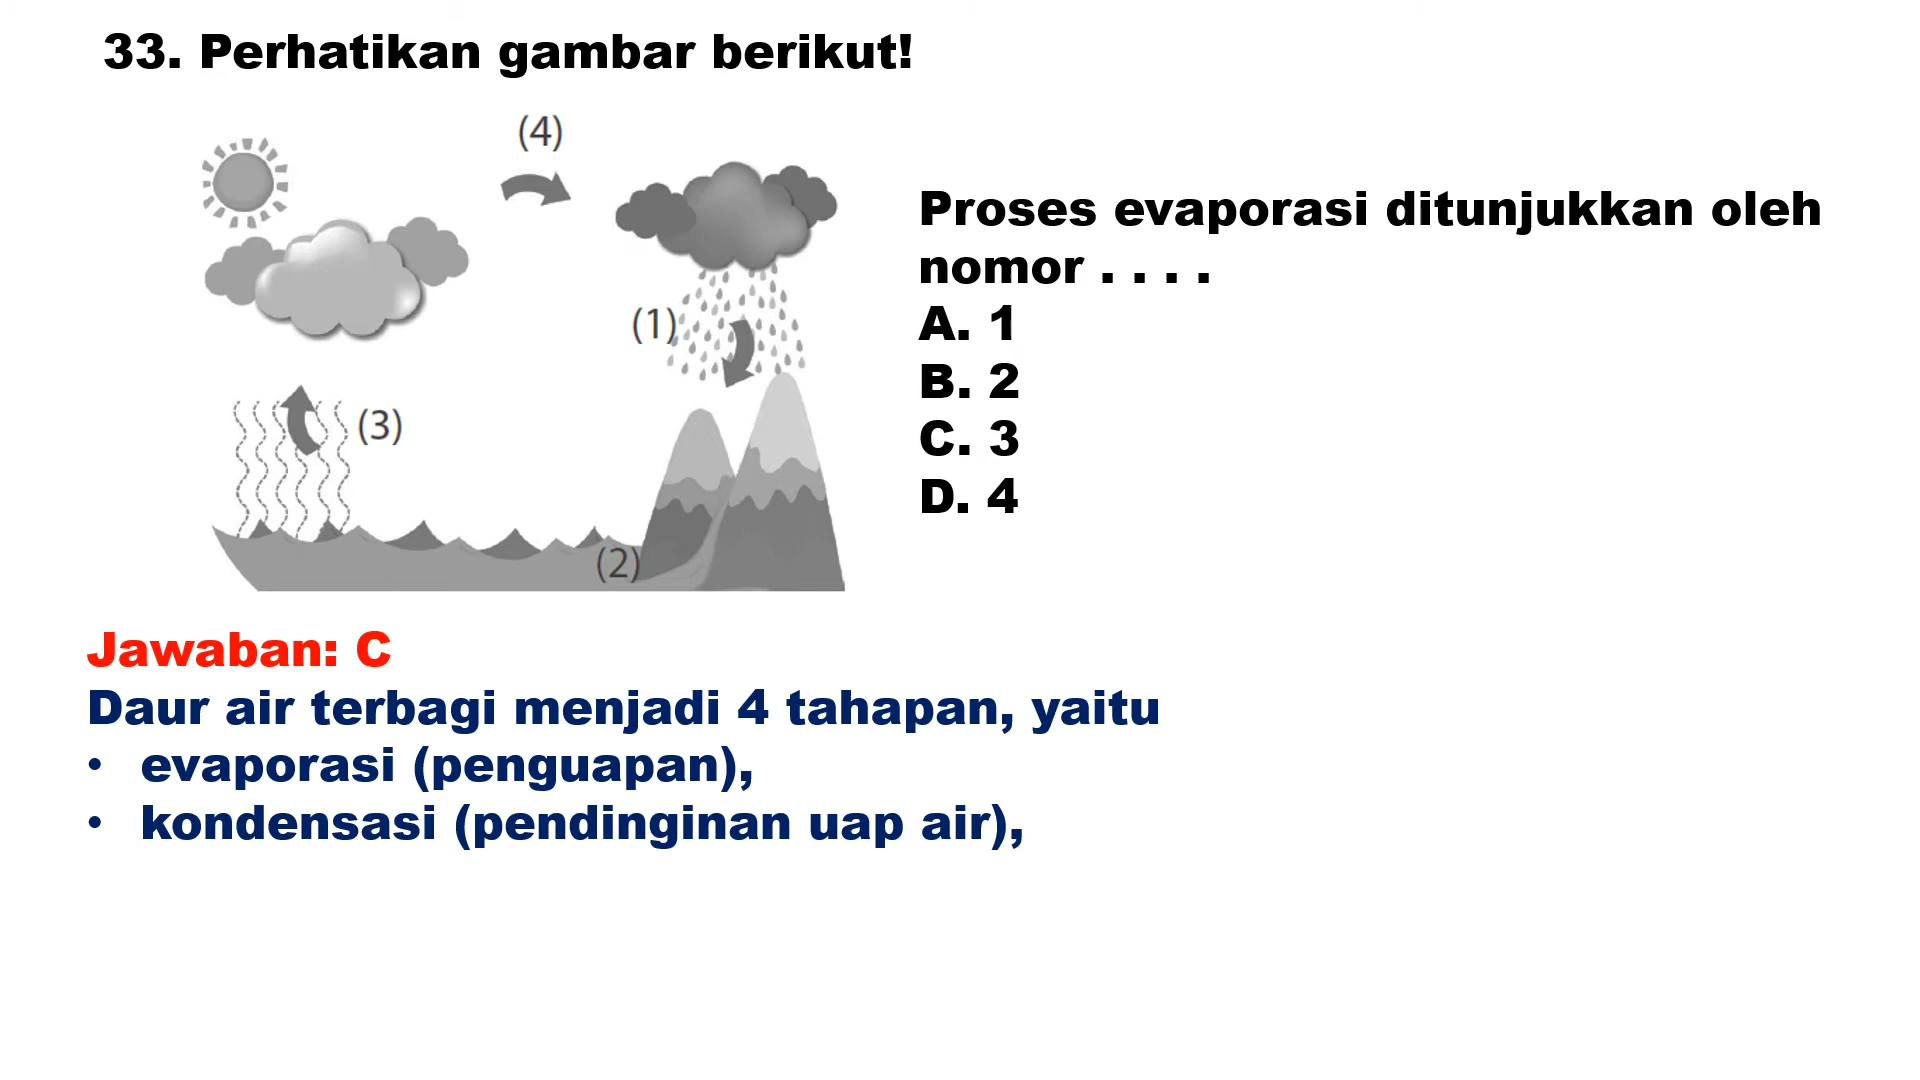 33. Perhatikan gambar berikut!
(4)
(1)
(3)
(2)
Proses evaporasi ditunjukkan oleh
nomor . . . .
A. 1
B. 2
C. 3
D. 4
Jawaban: C
Daur air terbagi menjadi 4 tahapan, yaitu
• evaporasi (penguapan),
• kondensasi (pendinginan uap air),